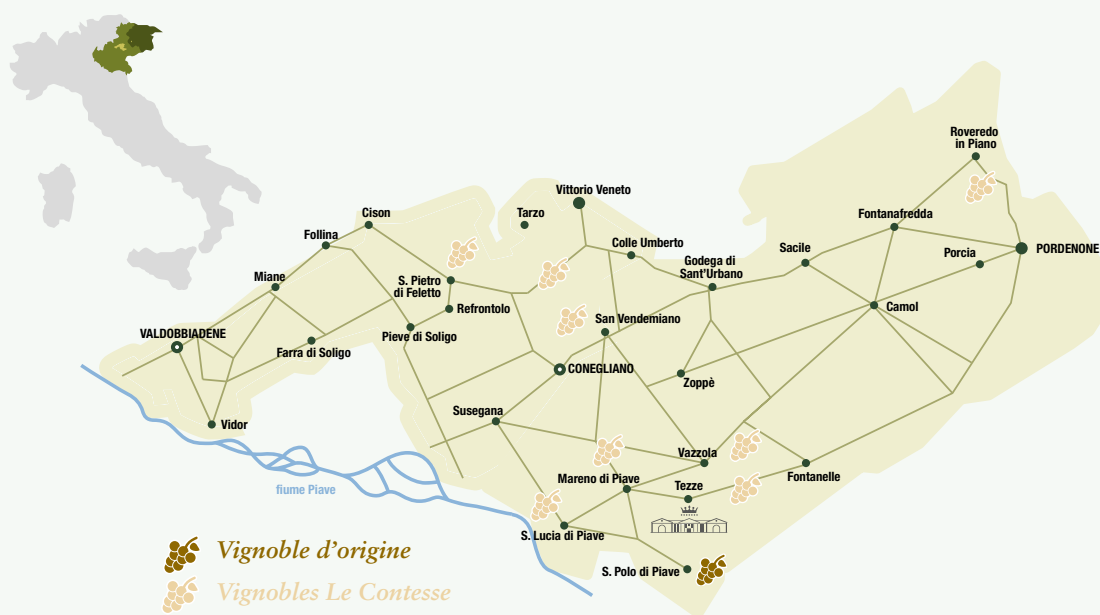 Roveredo
in Piano
Vittorio Veneto
Cison
Tarzo
Fontanafredda
Follina
Colle Umberto
Sacile
Porcia
PORDENONE
Godega di
Sant'Urbano
Miane
S. Pietro
di Feletto
Refrontolo
Camol
San Vendemiano
VALDOBBIADENE
Pieve di Soligo
Farra di Soligo
CONEGLIANO
Zoppè
Susegana
Vidor
Vazzola
Mareno di Piave
Tezze
Fontanelle
fiume Piave
S. Lucia di Piave
S. Polo di Piave
Vignoble d'origine
Vignobles Le Contesse